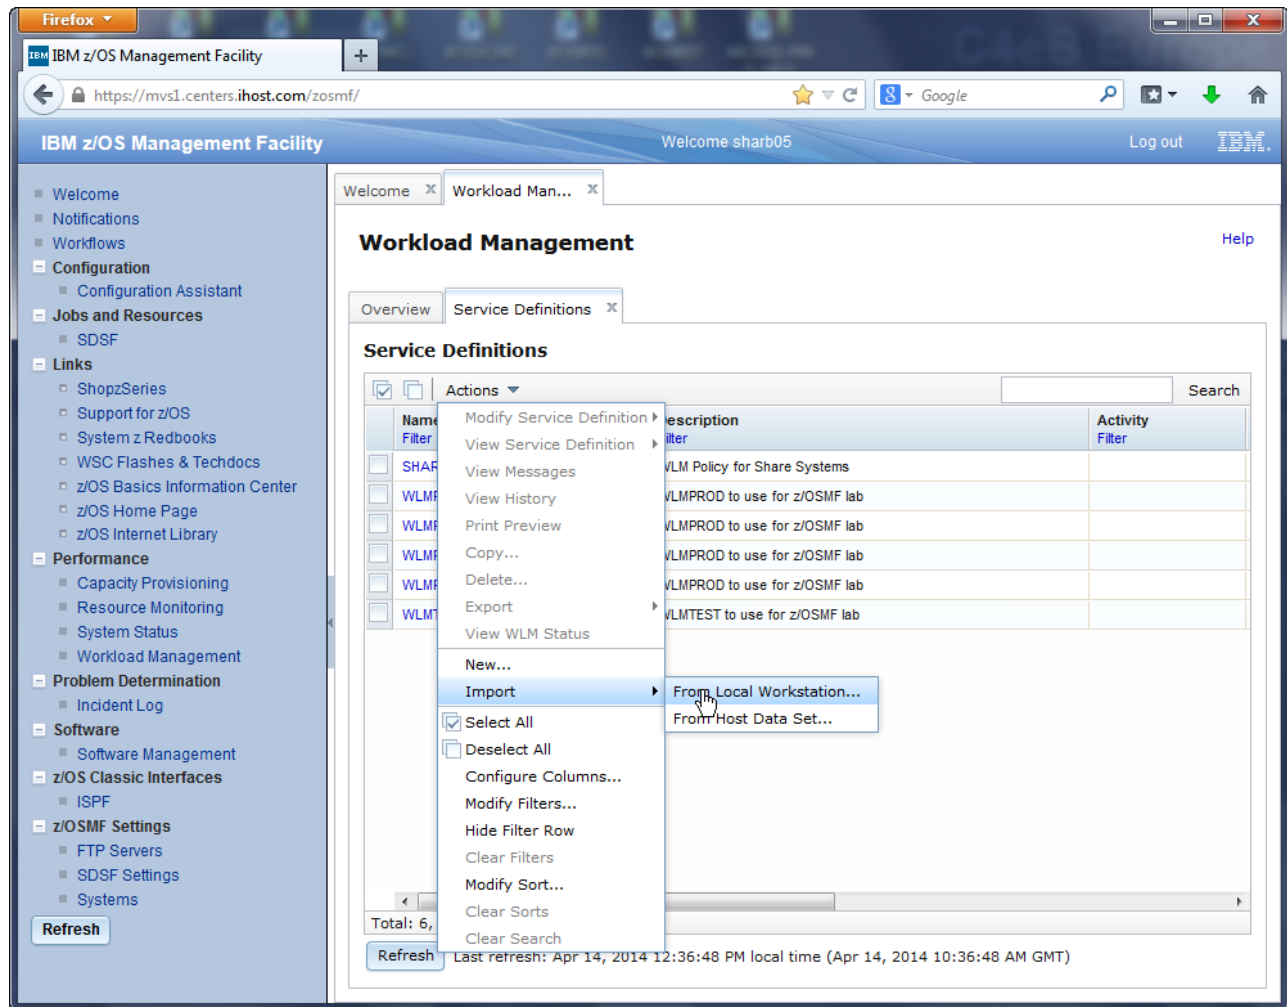 Firefox
IBM IBM z/OS Management Facility
https://mvs1.centers.ihost.com/zosmf/
Google
IBM z/OS Management Facility
Welcome sharb05
Log out
IBM
Welcome
Notifications
Workflows
Configuration
Configuration Assistant
Jobs and Resources
SDSF
Links
ShopzSeries
Support for z/OS
System z Redbooks
WSC Flashes & Techdocs
z/OS Basics Information Center
z/OS Home Page
z/OS Internet Library
Performance
Capacity Provisioning
Resource Monitoring
System Status
Workload Management
Problem Determination
Incident Log
Software
Software Management
z/OS Classic Interfaces
ISPF
z/OSMF Settings
FTP Servers
SDSF Settings
Systems
Refresh
Welcome
Workload Man...
Workload Management
Help
Overview
Service Definitions
Service Definitions
Actions
Search
Name
Filter
Activity
Filter
WLM Policy for Share Systems
WLMPROD to use for z/OSMF lab
WLMPROD to use for z/OSMF lab
WLMPROD to use for z/OSMF lab
WLMPROD to use for z/OSMF lab
WLMTEST to use for z/OSMF lab
Modify Service Definition
View Service Definition
View Messages
View History
Print Preview
Copy...
Delete...
Export
View WLM Status
New...
Import
From Local Workstation...
From Host Data Set...
Select All
Deselect All
Configure Columns...
Modify Filters...
Hide Filter Row
Clear Filters
Modify Sort...
Clear Sorts
Clear Search
Total: 6,
Refresh
Last refresh: Apr 14, 2014 12:36:48 PM local time (Apr 14, 2014 10:36:48 AM GMT)